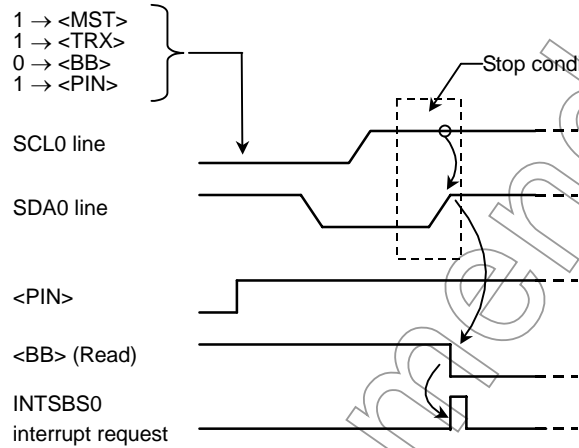 1 → <MST>
1 → <TRX>
0 → <BB>
1 → <PIN>
Stop
SCL0 line
SDA0 line
<PIN>
<BB> (Read)
INTSBS0
interrupt request